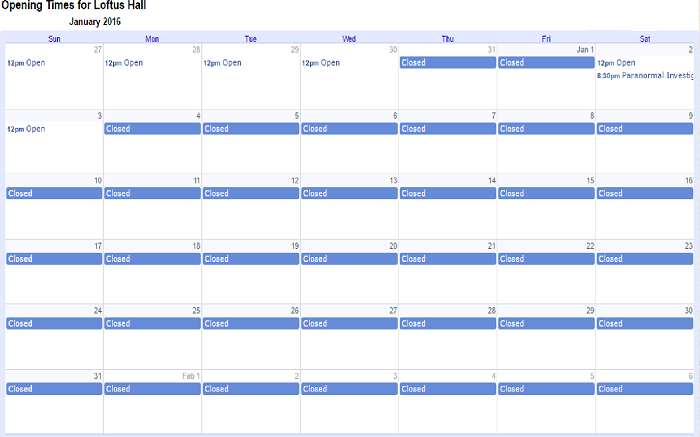 Opening Times for Loftus Hall
January 2016
Sun Mon Tue Wed Thu Fri Sat
27 28 29 30 31 Jan 1 2
12pm Open 12pm Open 12pm Open 12pm Open Closed Closed 12pm Open
8:30pm Paranormal Investig
3 4 5 6 7 8 9
12pm Open Closed Closed Closed Closed Closed Closed
10 11 12 13 14 15 16
Closed Closed Closed Closed Closed Closed Closed
17 18 19 20 21 22 23
Closed Closed Closed Closed Closed Closed Closed
24 25 26 27 28 29 30
Closed Closed Closed Closed Closed Closed Closed
31 Feb 1 2 3 4 5 6
Closed Closed Closed Closed Closed Closed Closed